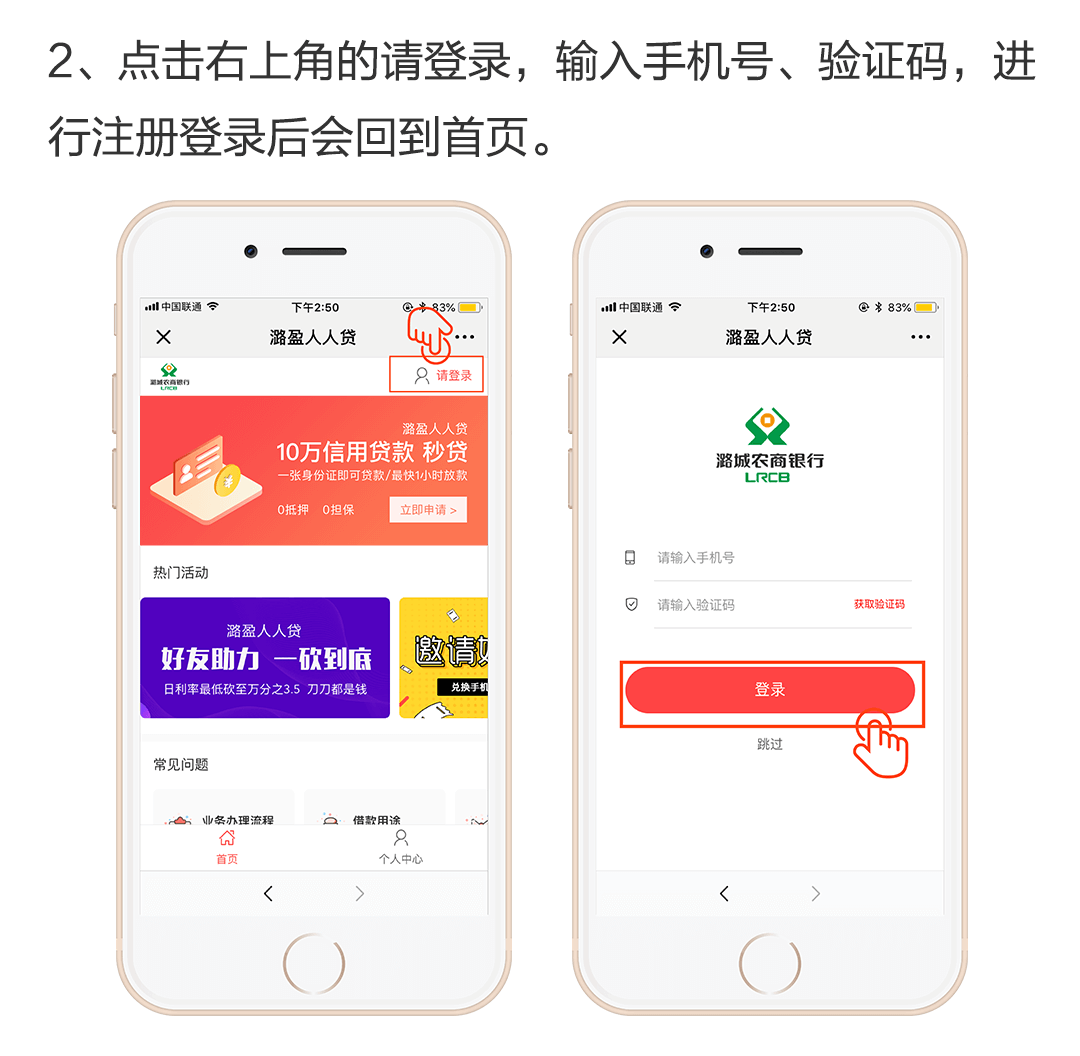 2、点击右上角的请登录，输入手机号、验证码，进
行注册登录后会回到首页。
中国联通 下午2:50 83%
潞盈人人贷
潞城农商银行
LRCB
请登录
潞盈人人贷
10万信用贷款 秒贷
一张身份证即可贷款/最快1小时放款
0抵押 0担保 立即申请 >
热门活动
潞盈人人贷
好友助力 一砍到底
日利率最低砍至万分之3.5 刀刀都是钱
邀请好
兑换手机
常见问题
业务办理流程 借款用途
首页 个人中心
中国联通 下午2:50 83%
潞盈人人贷
潞城农商银行
LRCB
请输入手机号
请输入验证码 获取验证码
登录
跳过